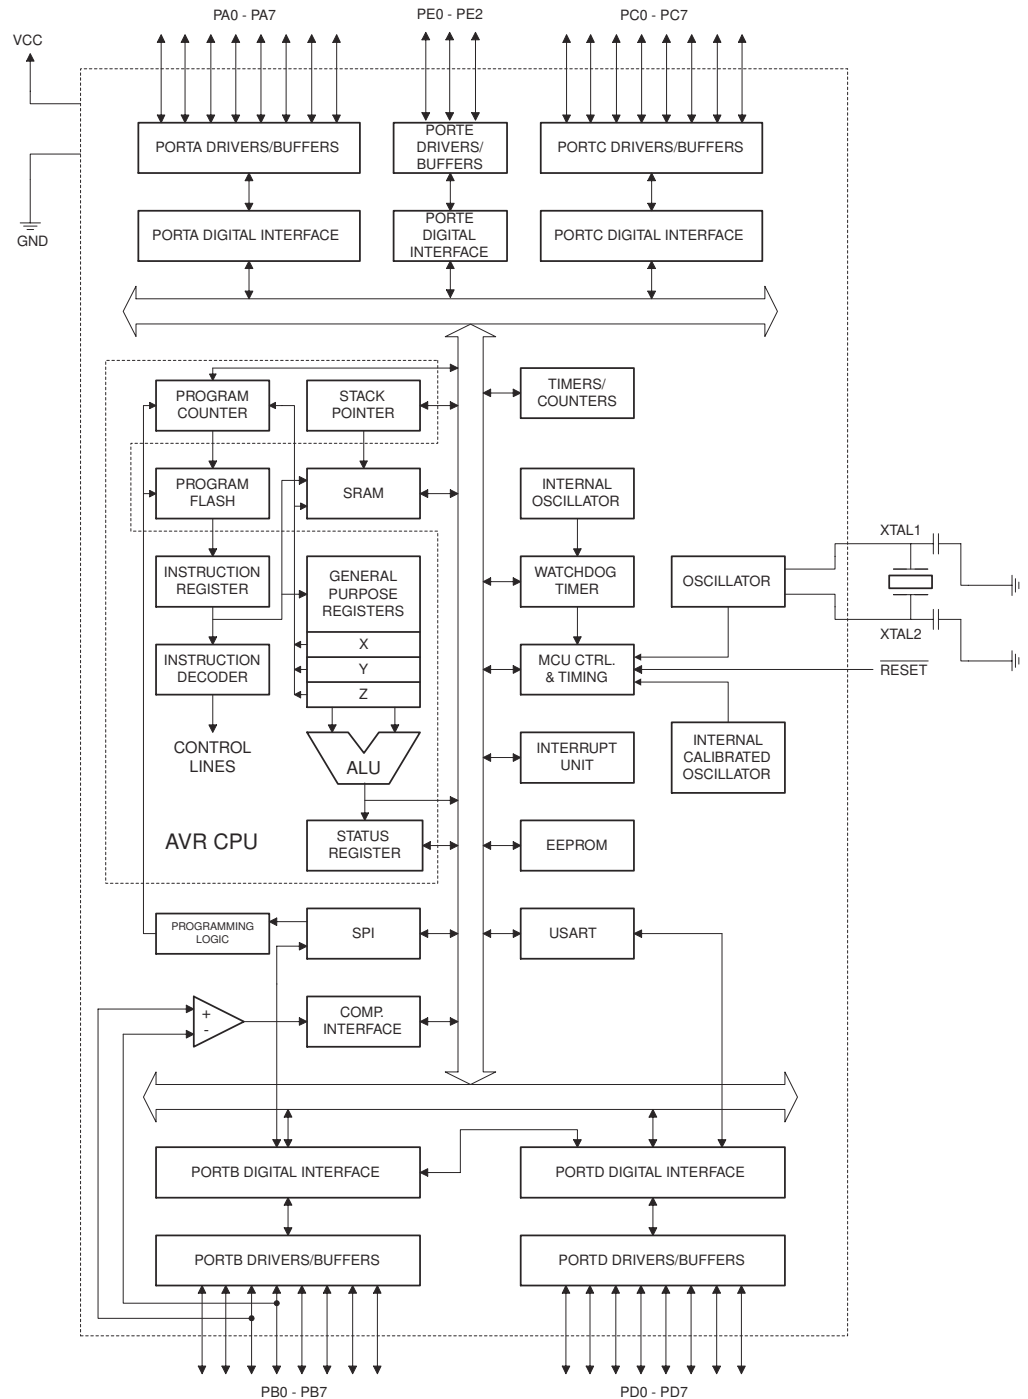 PA0 - PA7
PE0 - PE2
PC0 - PC7
VCC
GND
PORTA DRIVERS/BUFFERS
PORTE
DRIVERS/
BUFFERS
PORTC DRIVERS/BUFFERS
PORTA DIGITAL INTERFACE
PORTE
DIGITAL
INTERFACE
PORTC DIGITAL INTERFACE
PROGRAM
COUNTER
STACK
POINTER
TIMERS/
COUNTERS
PROGRAM
FLASH
SRAM
INTERNAL
OSCILLATOR
XTAL1
INSTRUCTION
REGISTER
GENERAL
PURPOSE
REGISTERS
X
Y
Z
WATCHDOG
TIMER
OSCILLATOR
XTAL2
INSTRUCTION
DECODER
MCU CTRL.
& TIMING
RESET
CONTROL
LINES
ALU
INTERRUPT
UNIT
INTERNAL
CALIBRATED
OSCILLATOR
AVR CPU
STATUS
REGISTER
EEPROM
PROGRAMMING
LOGIC
SPI
USART
+
-
COMP.
INTERFACE
PORTB DIGITAL INTERFACE
PORTD DIGITAL INTERFACE
PORTB DRIVERS/BUFFERS
PORTD DRIVERS/BUFFERS
PB0 - PB7
PD0 - PD7